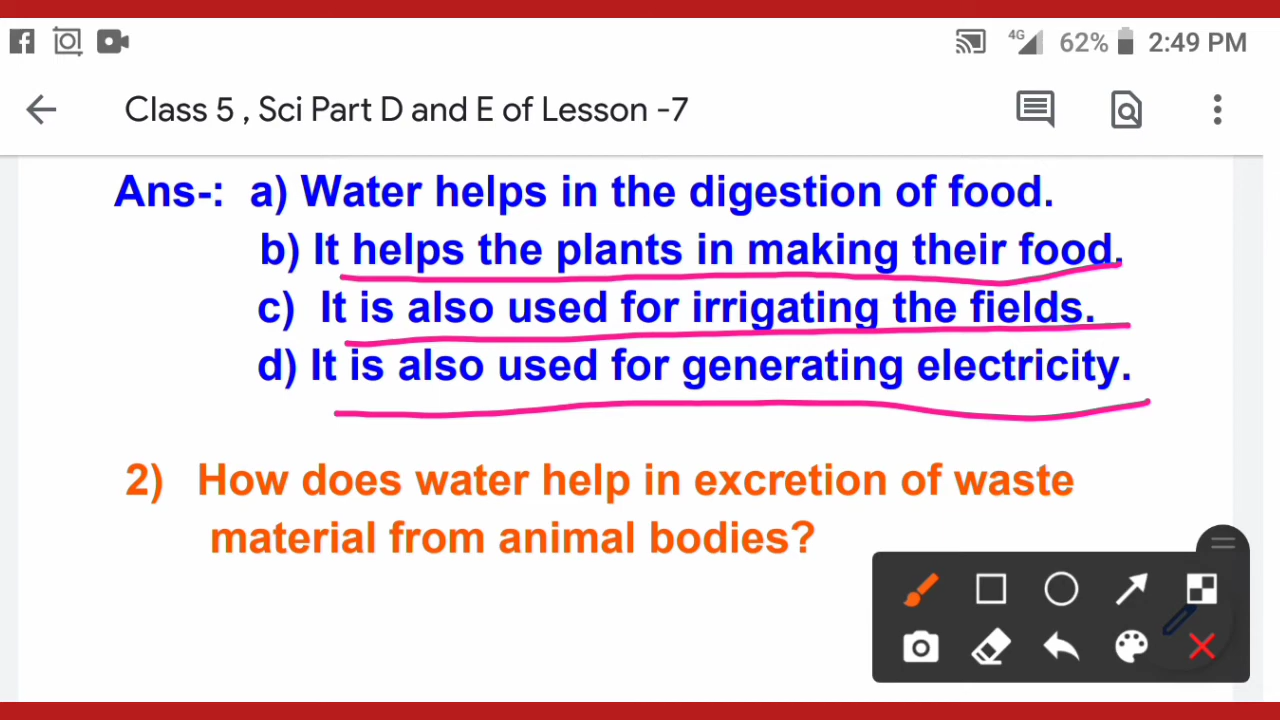 4G 62% 2:49 PM
Class 5 , Sci Part D and E of Lesson -7
Ans-: a) Water helps in the digestion of food.
b) It helps the plants in making their food.
c) It is also used for irrigating the fields.
d) It is also used for generating electricity.
2) How does water help in excretion of waste
material from animal bodies?